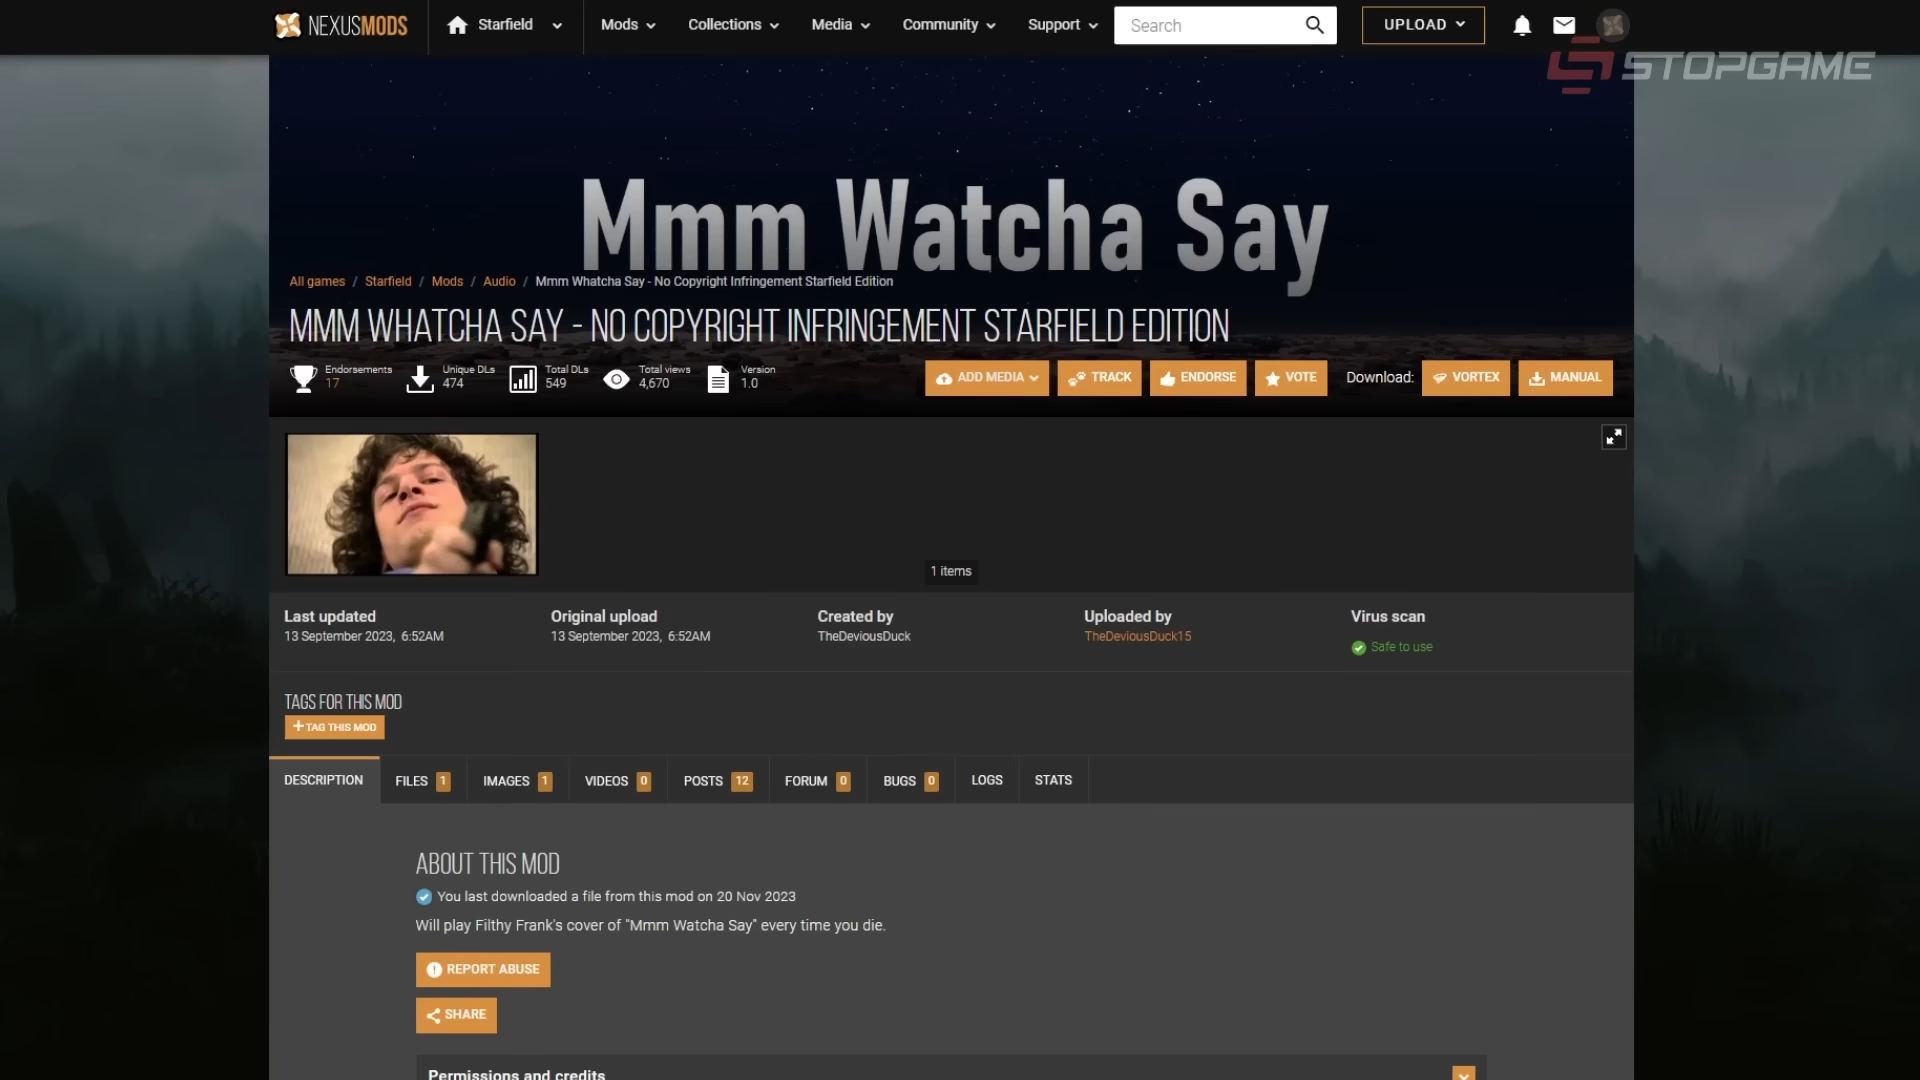 NEXUSMODS
Starfield
Mods
Collections
Media
Community
Support
Search
UPLOAD
STOPGAME
Mmm Watcha Say
All games / Starfield / Mods / Audio / Mmm Whatcha Say - No Copyright Infringement Starfield Edition
MMM WHATCHA SAY - NO COPYRIGHT INFRINGEMENT STARFIELD EDITION
Endorsements
17
Unique DLs
474
Total DLs
549
Total views
4,670
Version
1.0
ADD MEDIA
TRACK
ENDORSE
VOTE
Download:
VORTEX
MANUAL
1 items
Last updated
13 September 2023, 6:52AM
Original upload
13 September 2023, 6:52AM
Created by
TheDeviousDuck
Uploaded by
TheDeviousDuck15
Virus scan
Safe to use
TAGS FOR THIS MOD
+ TAG THIS MOD
DESCRIPTION
FILES 1
IMAGES 1
VIDEOS 0
POSTS 12
FORUM 0
BUGS 0
LOGS
STATS
ABOUT THIS MOD
You last downloaded a file from this mod on 20 Nov 2023
Will play Filthy Frank's cover of "Mmm Watcha Say" every time you die.
REPORT ABUSE
SHARE
Permissions and credits